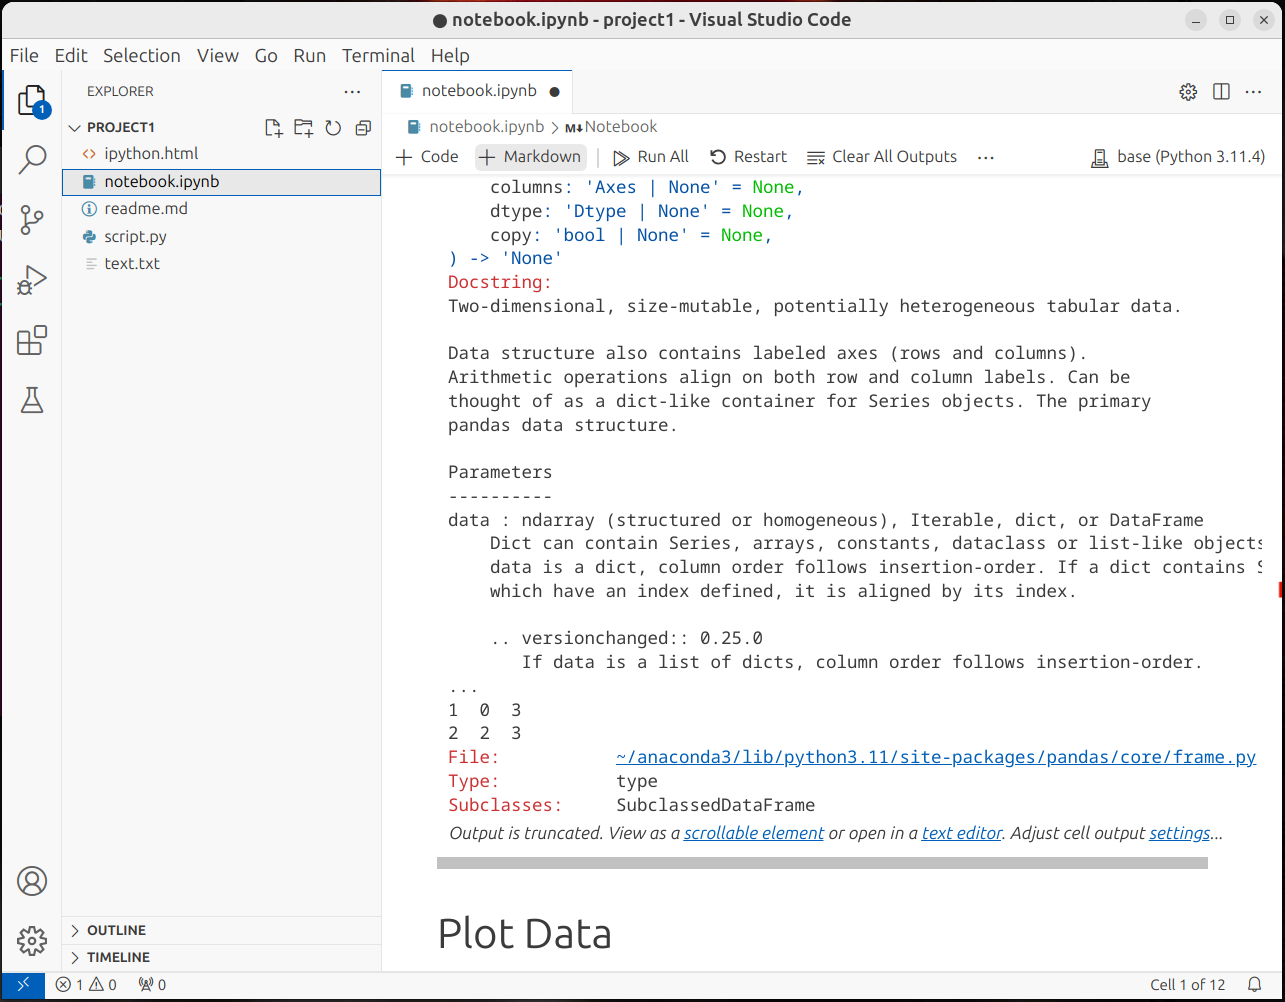 notebook.ipynb - project1 - Visual Studio Code
File Edit Selection View Go Run Terminal Help
EXPLORER
notebook.ipynb
1
PROJECT1
ipython.html
notebook.ipynb
readme.md
script.py
text.txt
notebook.ipynb > M Notebook
Code Markdown Run All Restart Clear All Outputs ... base (Python 3.11.4)
columns: 'Axes | None' = None,
dtype: 'Dtype | None' = None,
copy: 'bool | None' = None,
) -> 'None'
Docstring:
Two-dimensional, size-mutable, potentially heterogeneous tabular data.
Data structure also contains labeled axes (rows and columns).
Arithmetic operations align on both row and column labels. Can be
thought of as a dict-like container for Series objects. The primary
pandas data structure.
Parameters
----------
data : ndarray (structured or homogeneous), Iterable, dict, or DataFrame
Dict can contain Series, arrays, constants, dataclass or list-like objects
data is a dict, column order follows insertion-order. If a dict contains S
which have an index defined, it is aligned by its index.
.. versionchanged:: 0.25.0
If data is a list of dicts, column order follows insertion-order.
...
1 0 3
2 2 3
File: ~/anaconda3/lib/python3.11/site-packages/pandas/core/frame.py
Type: type
Subclasses: SubclassedDataFrame
Output is truncated. View as a scrollable element or open in a text editor. Adjust cell output settings...
Plot Data
OUTLINE
TIMELINE
1 0 0
Cell 1 of 12